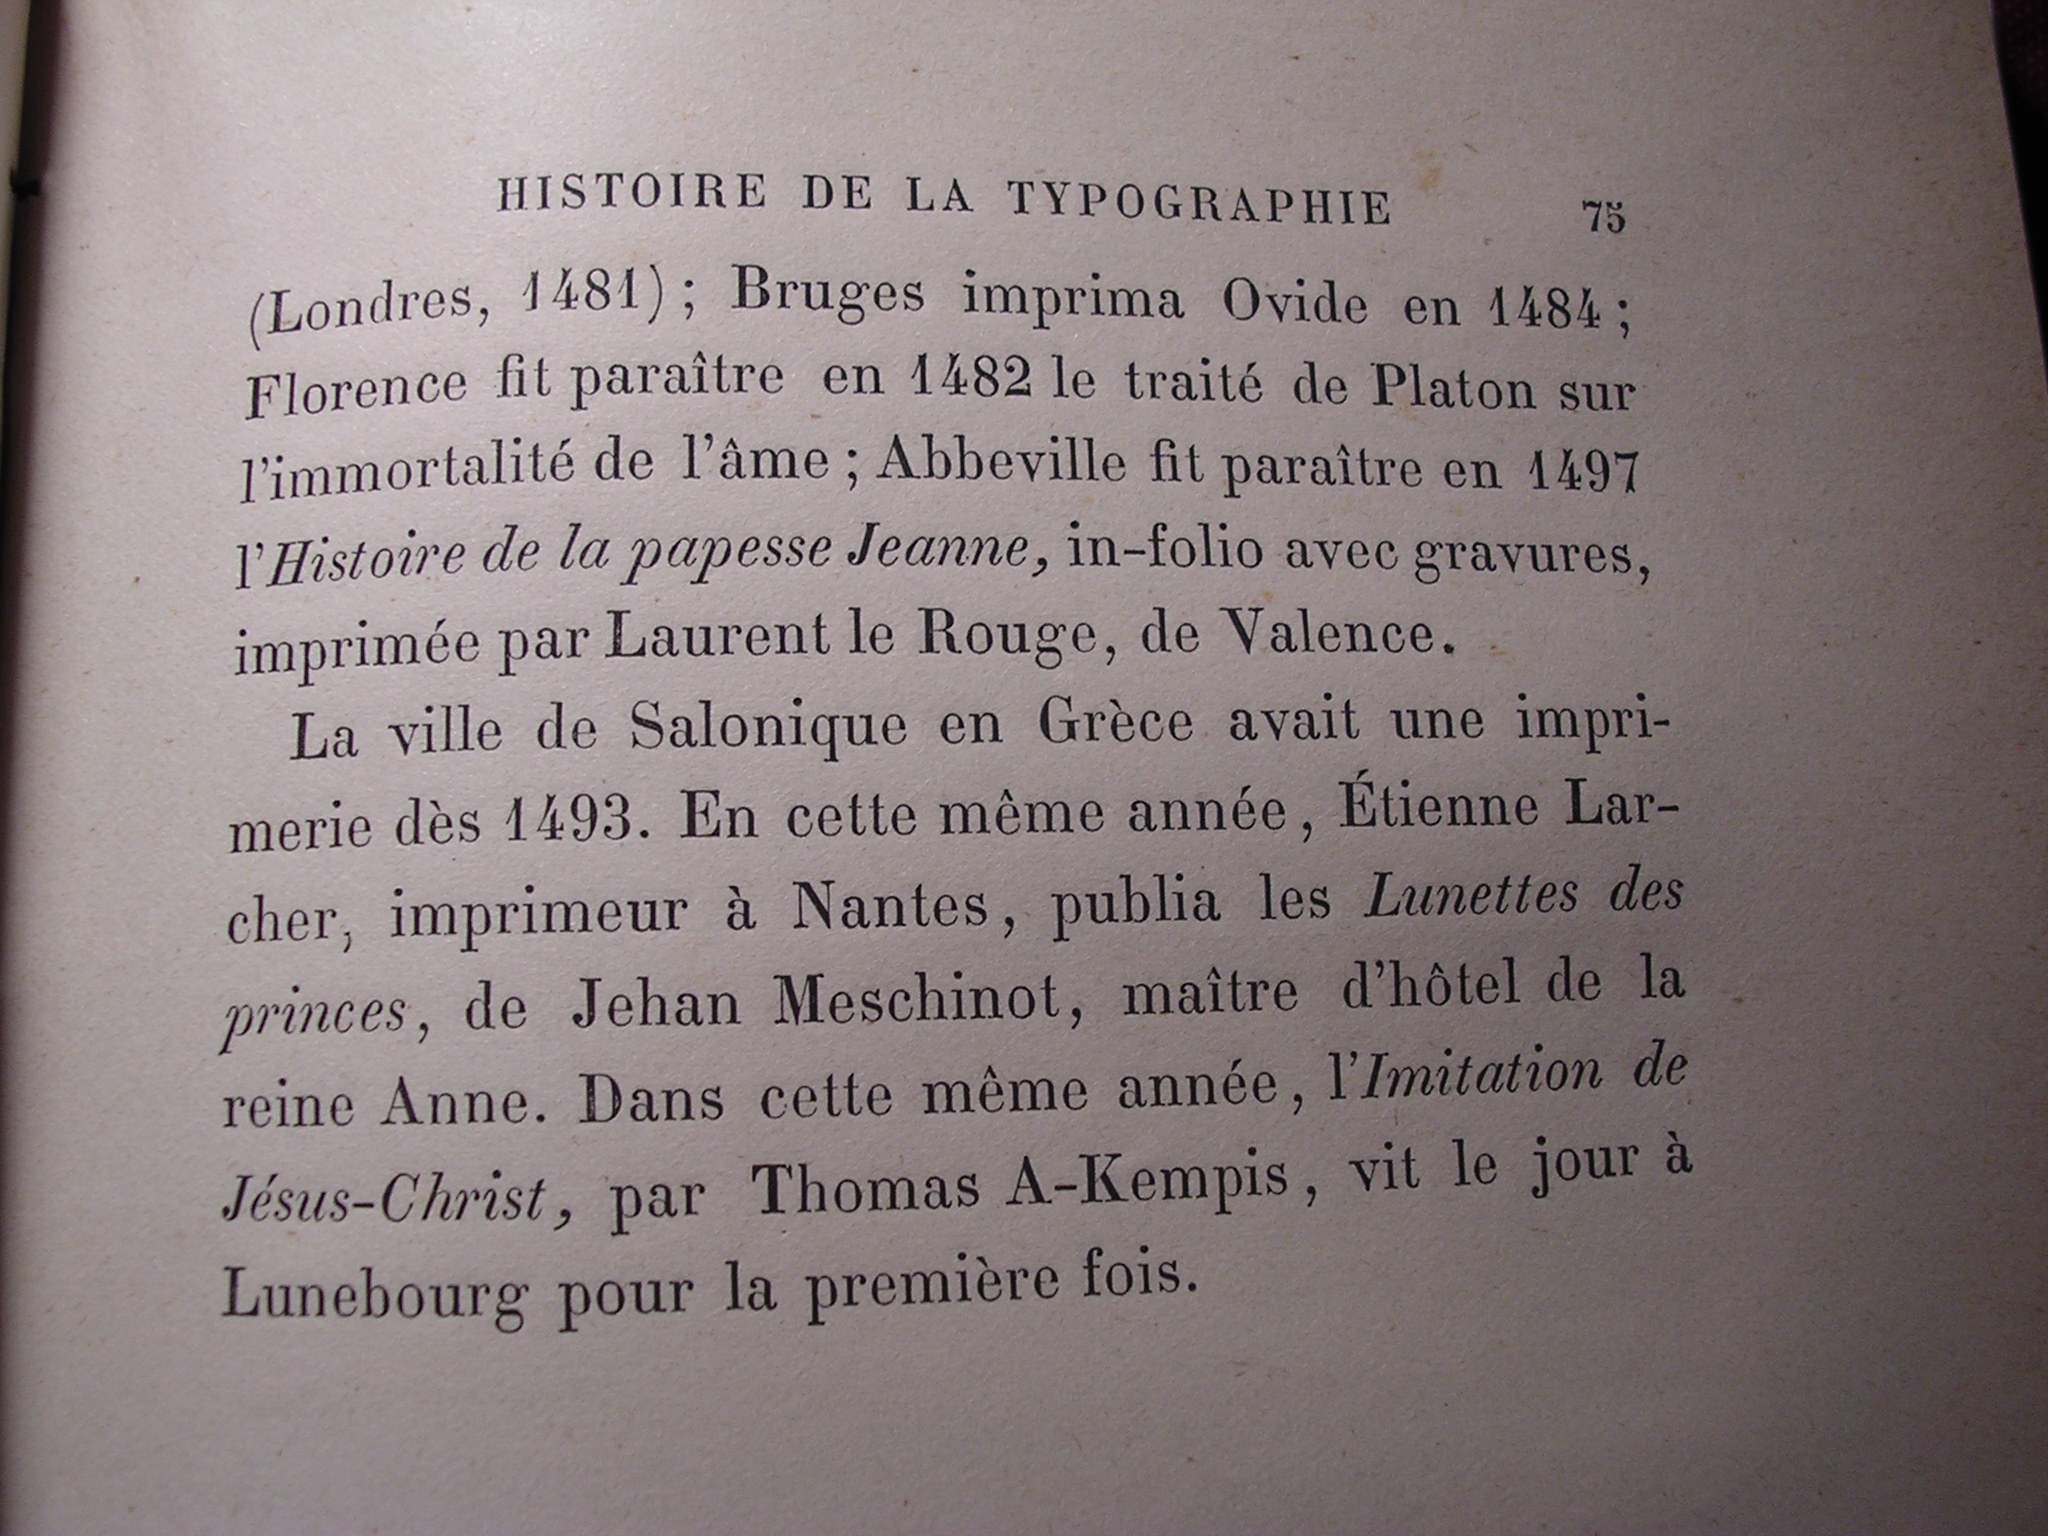 HISTOIRE DE LA TYPOGRAPHIE 75
(Londres, 1481) ; Bruges imprima Ovide en 1484 ;
Florence fit paraître en 1482 le traité de Platon sur
l'immortalité de l'âme ; Abbeville fit paraître en 1497
l'Histoire de la papesse Jeanne, in-folio avec gravures,
imprimée par Laurent le Rouge, de Valence.
La ville de Salonique en Grèce avait une impri-
merie dès 1493. En cette même année, Étienne Lar-
cher, imprimeur à Nantes, publia les Lunettes des
princes, de Jehan Meschinot, maître d'hôtel de la
reine Anne. Dans cette même année, l'Imitation de
Jésus-Christ, par Thomas A-Kempis, vit le jour à
Lunebourg pour la première fois.